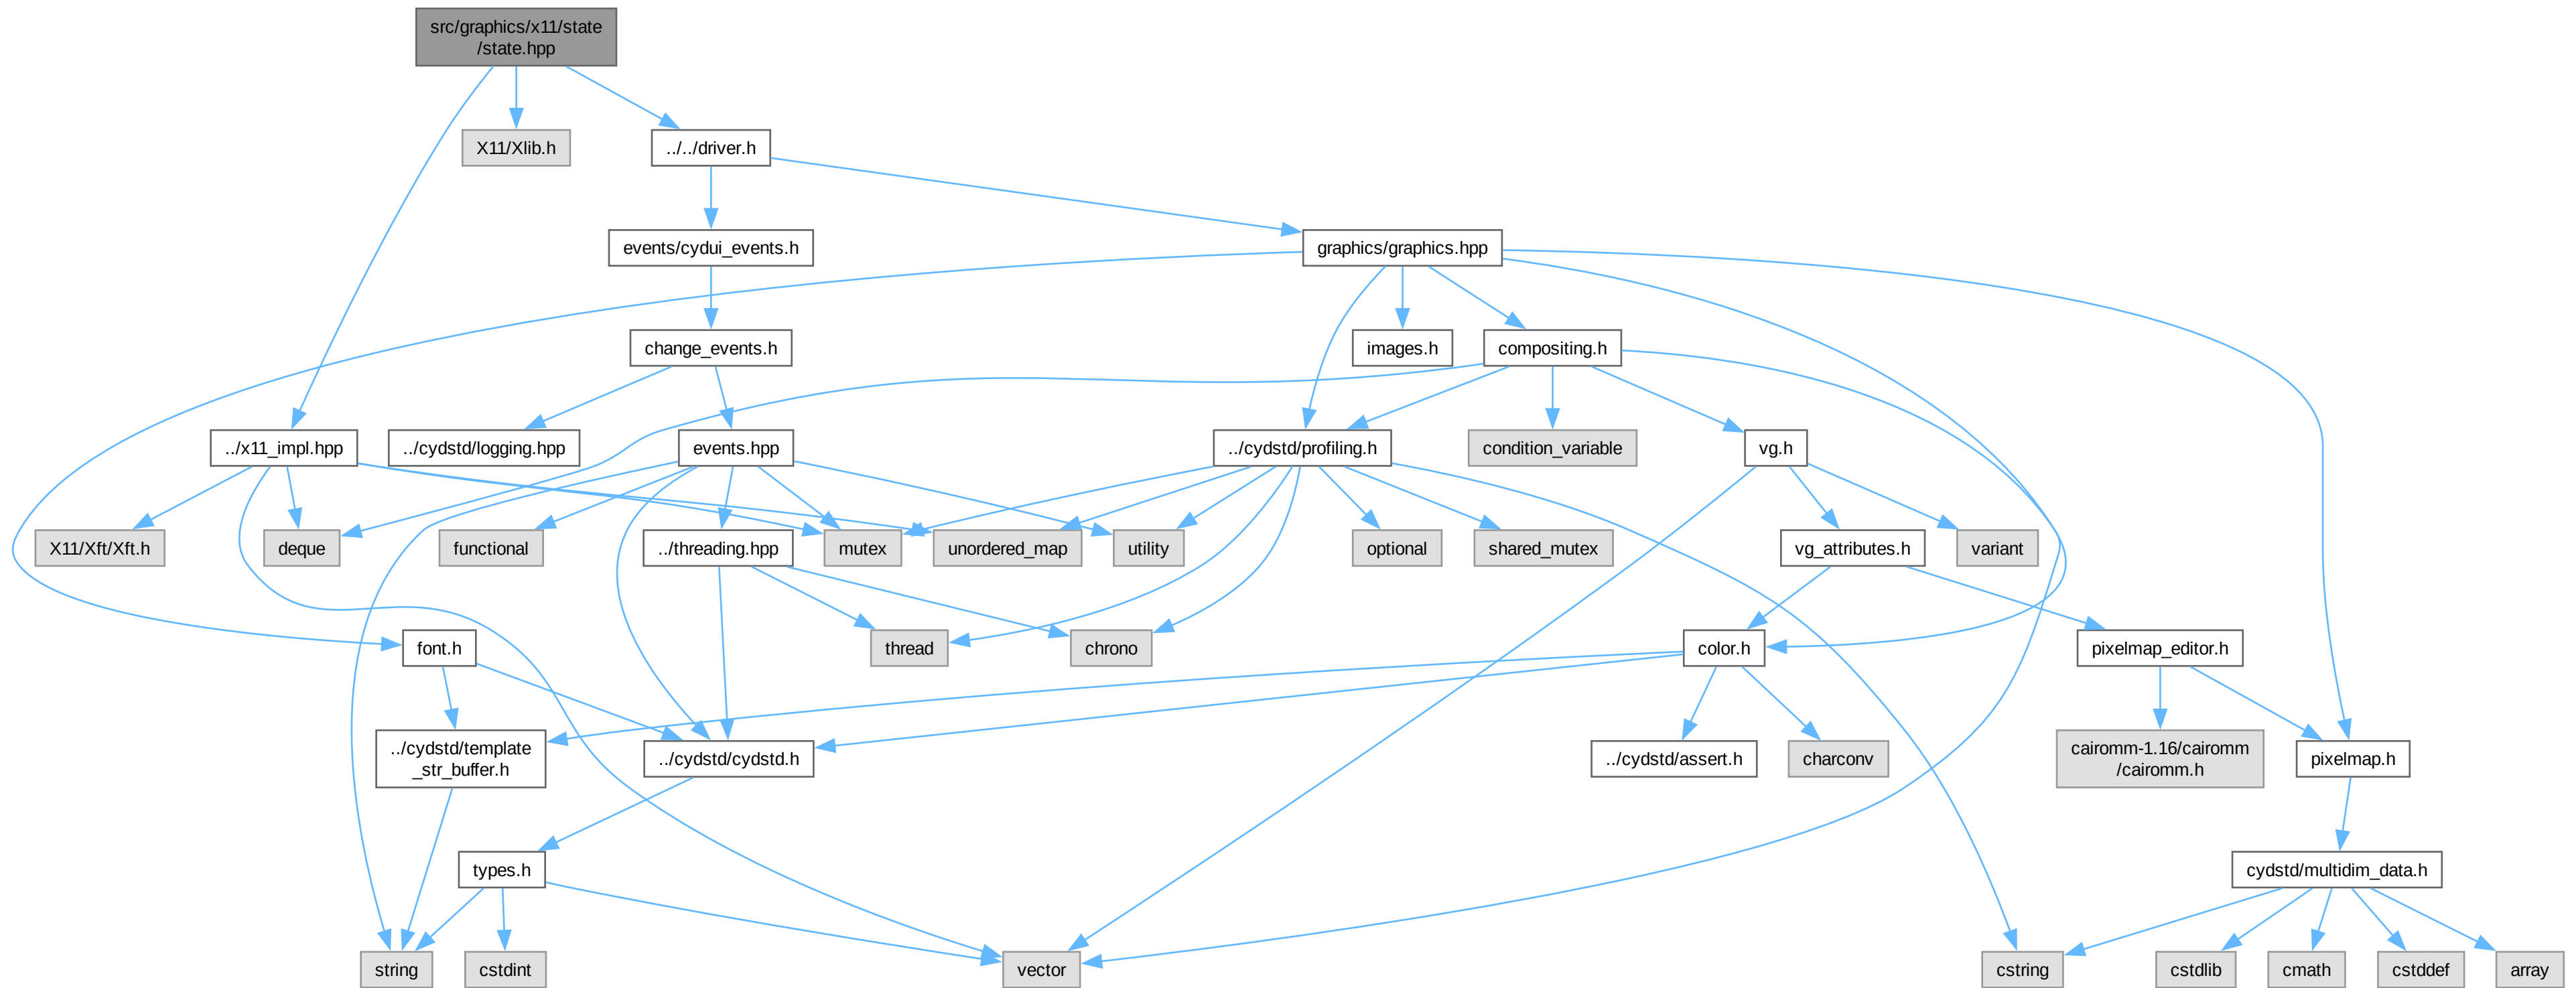 src/graphics/x11/state
/state.hpp
X11/Xlib.h
../../driver.h
events/cydui_events.h
graphics/graphics.hpp
change_events.h
images.h
compositing.h
../x11_impl.hpp
../cydstd/logging.hpp
events.hpp
../cydstd/profiling.h
condition_variable
vg.h
X11/Xft/Xft.h
deque
functional
../threading.hpp
mutex
unordered_map
utility
optional
shared_mutex
vg_attributes.h
variant
font.h
thread
chrono
color.h
pixelmap_editor.h
../cydstd/template
_str_buffer.h
../cydstd/cydstd.h
../cydstd/assert.h
charconv
cairomm-1.16/cairomm
/cairomm.h
pixelmap.h
types.h
cydstd/multidim_data.h
string
cstdint
vector
cstring
cstdlib
cmath
cstddef
array